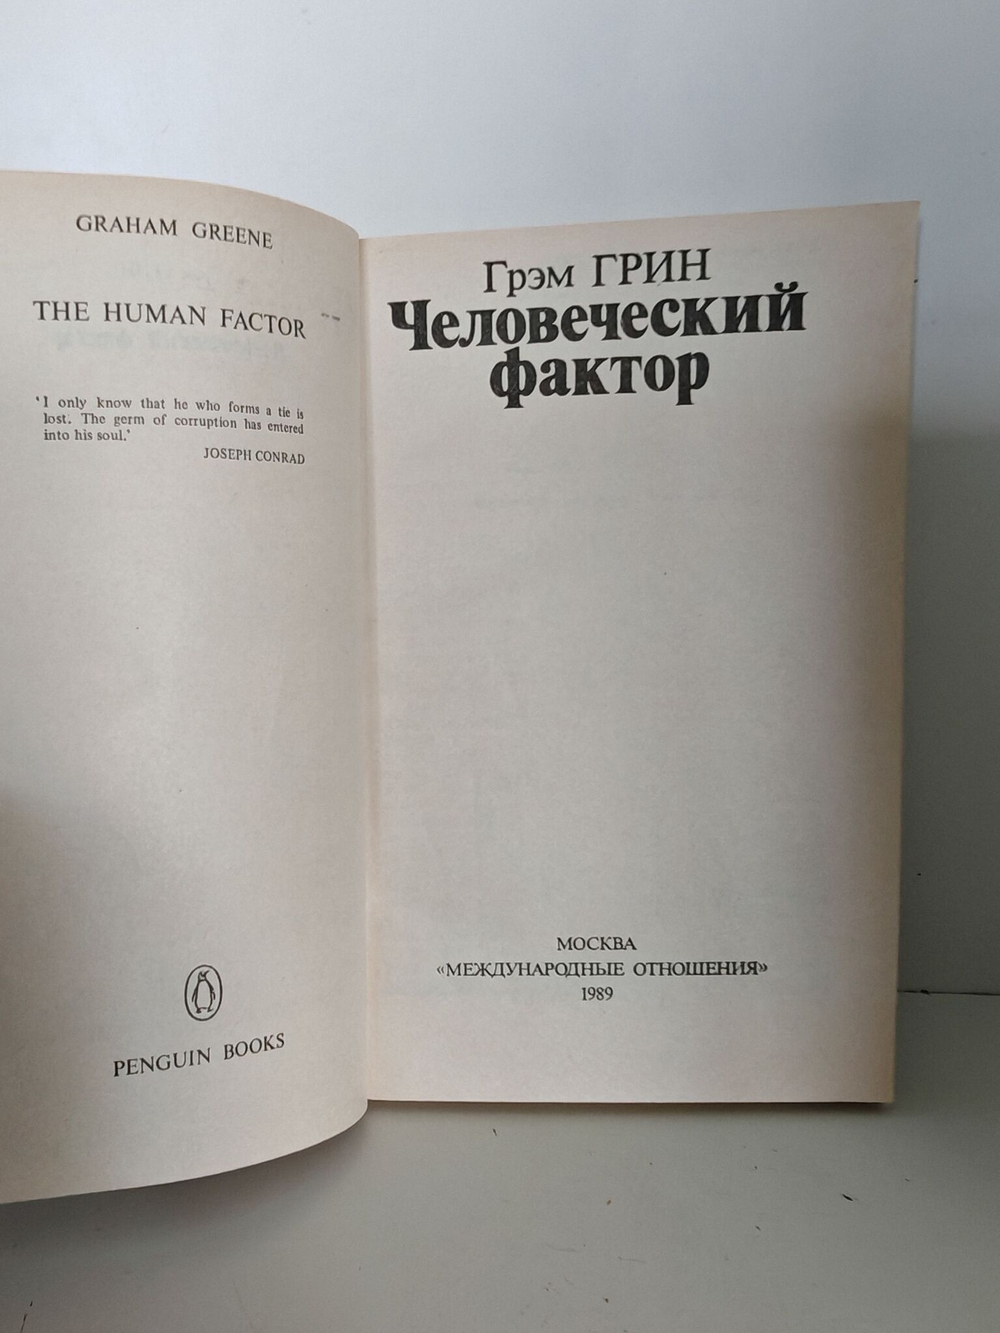 GRAHAM GREENE
THE HUMAN FACTOR
'I only know that he who forms a tie is
lost. The germ of corruption has entered
into his soul.'
JOSEPH CONRAD
PENGUIN BOOKS
Грэм ГРИН
Человеческий
фактор
МОСКВА
«МЕЖДУНАРОДНЫЕ ОТНОШЕНИЯ»
1989